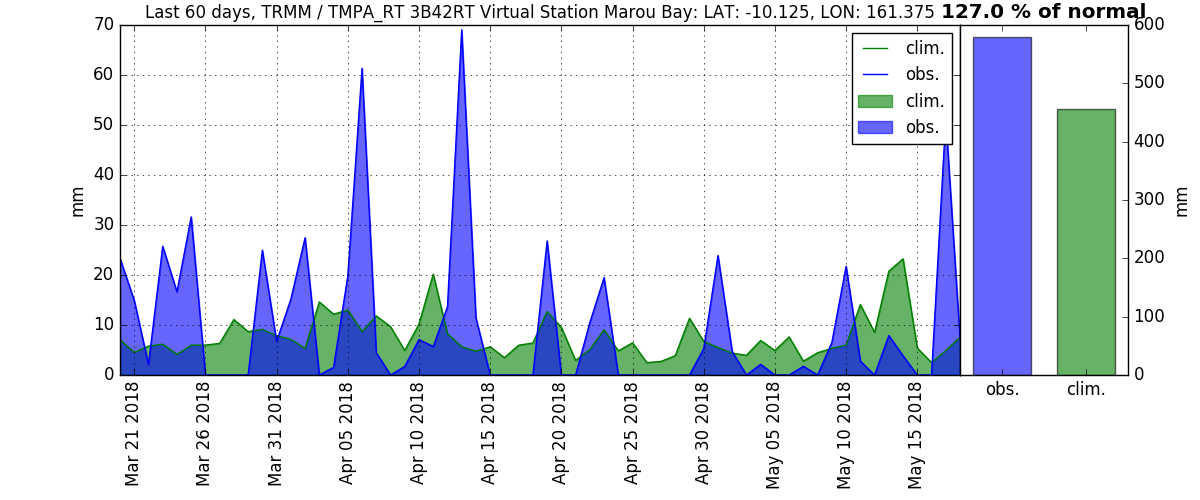 Last 60 days, TRMM / TMPA_RT 3B42RT Virtual Station Marou Bay: LAT: -10.125, LON: 161.375 127.0 % of normal
70
60
50
40
30
20
10
0
mm
clim.
obs.
clim.
obs.
600
500
400
300
200
100
0
mm
obs. clim.
Mar 21 2018
Mar 26 2018
Mar 31 2018
Apr 05 2018
Apr 10 2018
Apr 15 2018
Apr 20 2018
Apr 25 2018
Apr 30 2018
May 05 2018
May 10 2018
May 15 2018